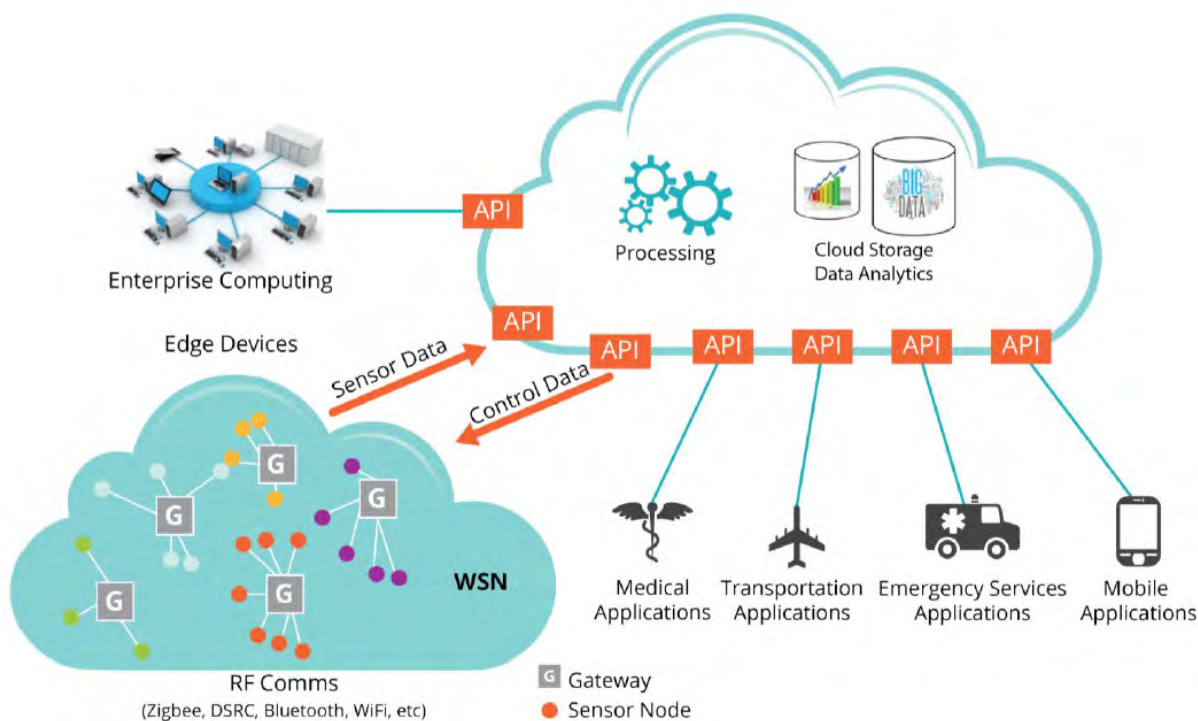 API
Enterprise Computing
Processing
BIG
DATA
Cloud Storage
Data Analytics
API
API
API
API
API
API
Edge Devices
Sensor Data
Control Data
G
G
G
G
G
WSN
Medical
Applications
Transportation
Applications
Emergency Services
Applications
Mobile
Applications
RF Comms
(Zigbee, DSRC, Bluetooth, WiFi, etc)
G Gateway
Sensor Node